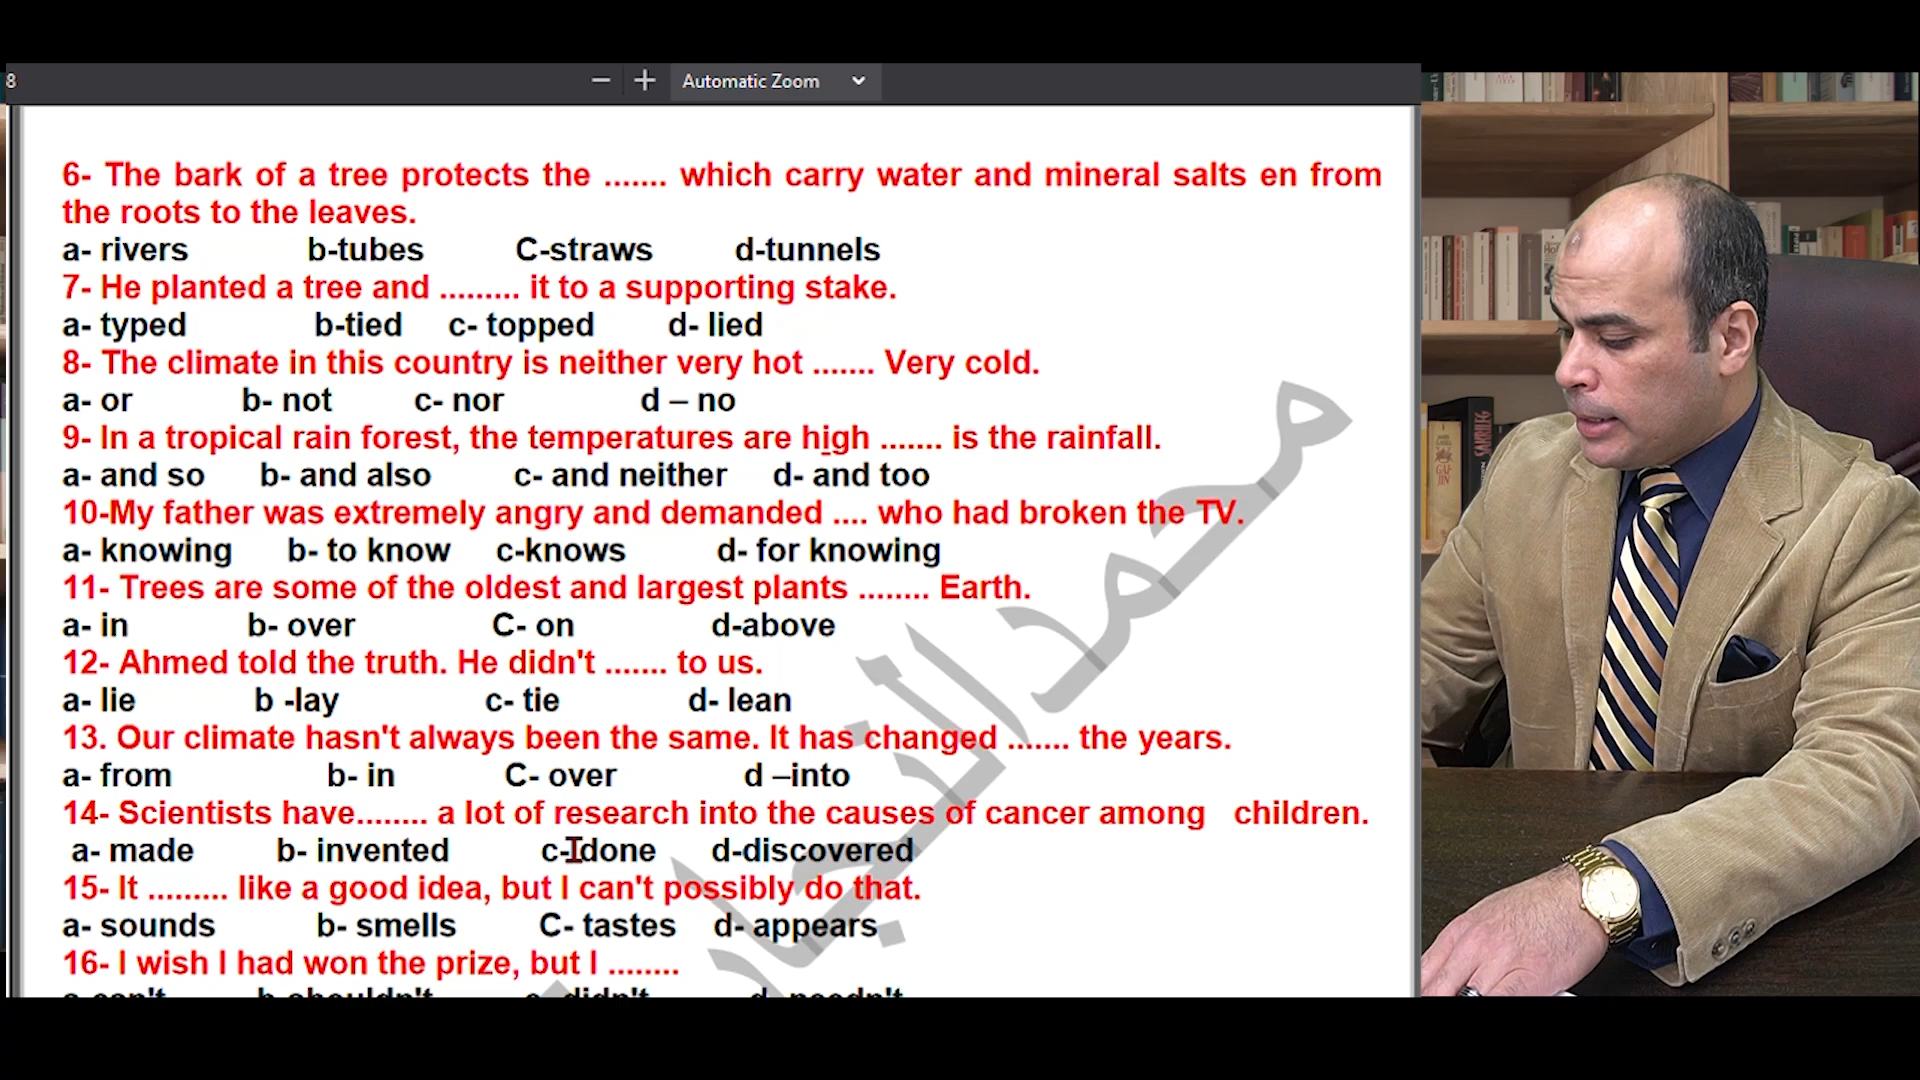 8
Automatic Zoom
6- The bark of a tree protects the ....... which carry water and mineral salts en from
the roots to the leaves.
a- rivers b-tubes C-straws d-tunnels
7- He planted a tree and ......... it to a supporting stake.
a- typed b-tied c- topped d- lied
8- The climate in this country is neither very hot ....... Very cold.
a- or b- not c- nor d – no
9- In a tropical rain forest, the temperatures are high ....... is the rainfall.
a- and so b- and also c- and neither d- and too
10-My father was extremely angry and demanded .... who had broken the TV.
a- knowing b- to know c-knows d- for knowing
11- Trees are some of the oldest and largest plants ........ Earth.
a- in b- over C- on d-above
12- Ahmed told the truth. He didn't ....... to us.
a- lie b -lay c- tie d- lean
13. Our climate hasn't always been the same. It has changed ....... the years.
a- from b- in C- over d –into
14- Scientists have........ a lot of research into the causes of cancer among children.
a- made b- invented c- done d-discovered
15- It ......... like a good idea, but I can't possibly do that.
a- sounds b- smells C- tastes d- appears
16- I wish I had won the prize, but I ........
a-can't b-shouldn't c- didn't d- needn't
محمد النجار